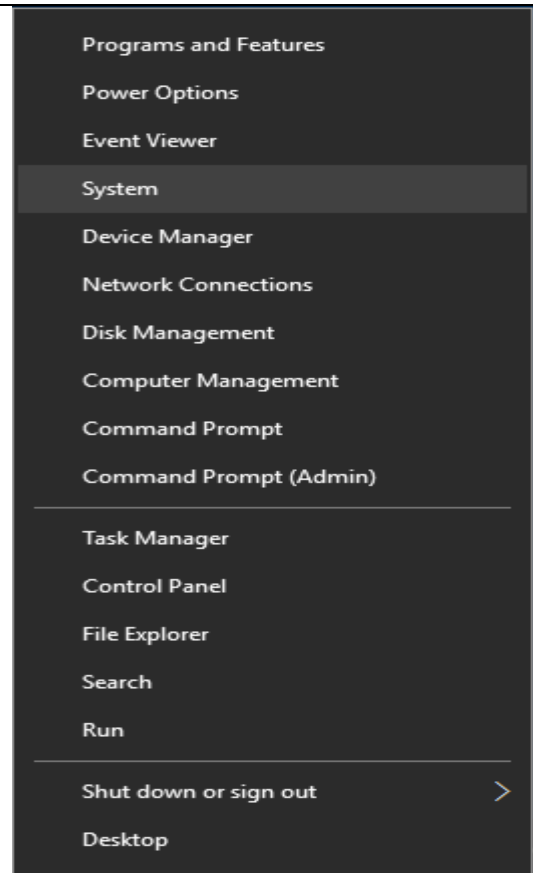 Programs and Features
Power Options
Event Viewer
System
Device Manager
Network Connections
Disk Management
Computer Management
Command Prompt
Command Prompt (Admin)
Task Manager
Control Panel
File Explorer
Search
Run
Shut down or sign out
Desktop